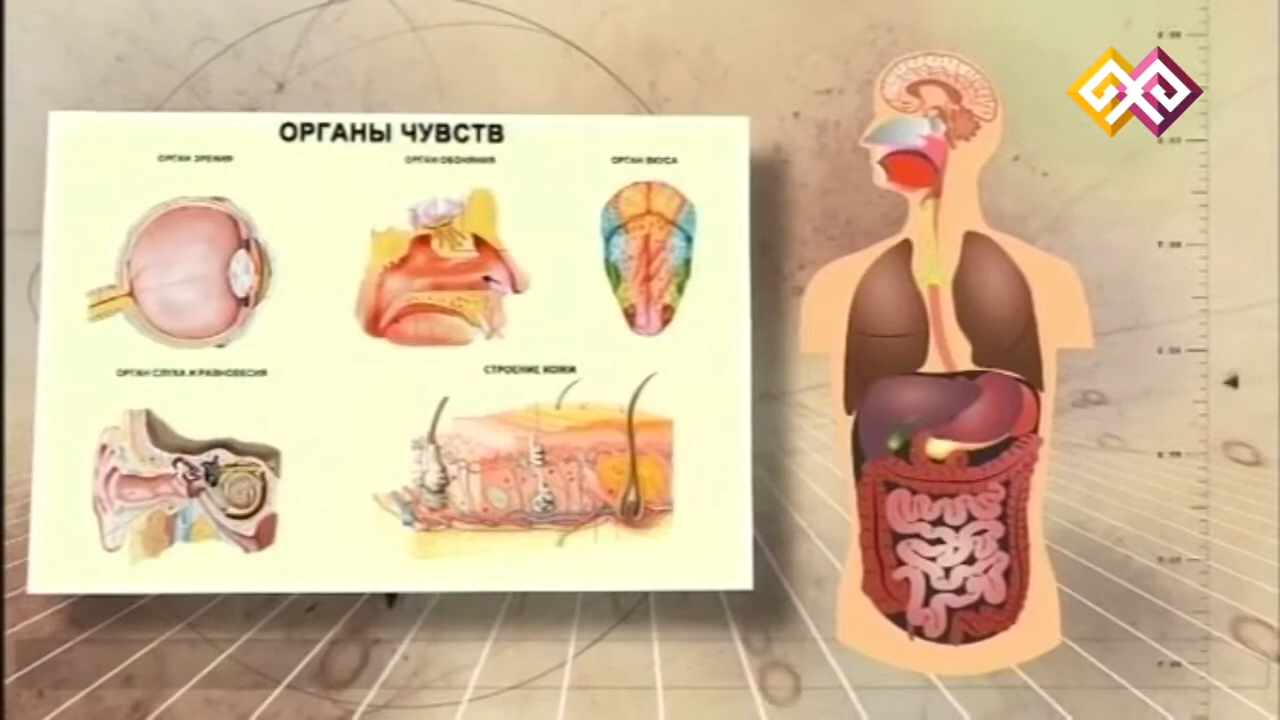 ОРГАНЫ ЧУВСТВ
ОРГАН ЗРЕНИЯ
ОРГАН ОБОНЯНИЯ
ОРГАН ВКУСА
ОРГАН СЛУХА И РАВНОВЕСИЯ
СТРОЕНИЕ КОЖИ